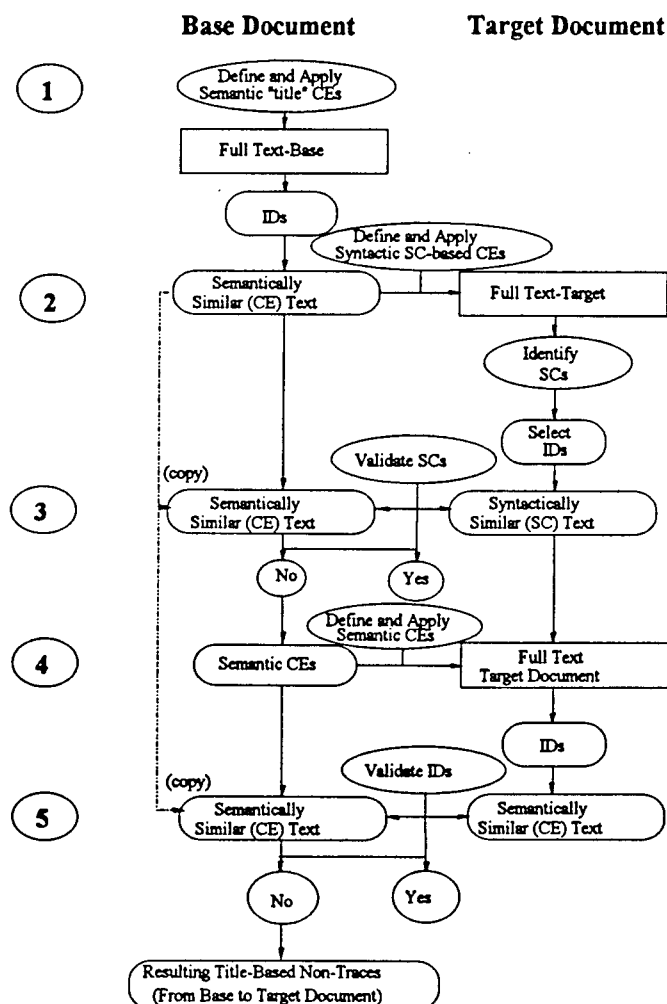 Base Document
Target Document
1
Define and Apply
Semantic "title" CEs
Full Text-Base
IDs
Define and Apply
Syntactic SC-based CEs
2
Semantically
Similar (CE) Text
Full Text-Target
Identify
SCs
Select
IDs
Validate SCs
(copy)
3
Semantically
Similar (CE) Text
Syntactically
Similar (SC) Text
No
Yes
Define and Apply
Semantic CEs
4
Semantic CEs
Full Text
Target Document
IDs
Validate IDs
(copy)
5
Semantically
Similar (CE) Text
Semantically
Similar (CE) Text
No
Yes
Resulting Title-Based Non-Traces
(From Base to Target Document)